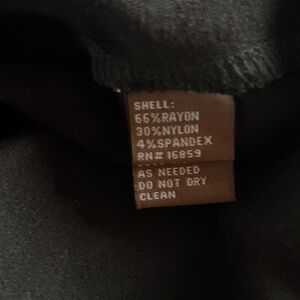 SHELL:
66%RAYON
30%NYLON
4%SPANDEX
RN# 16859
AS NEEDED
DO NOT DRY
CLEAN